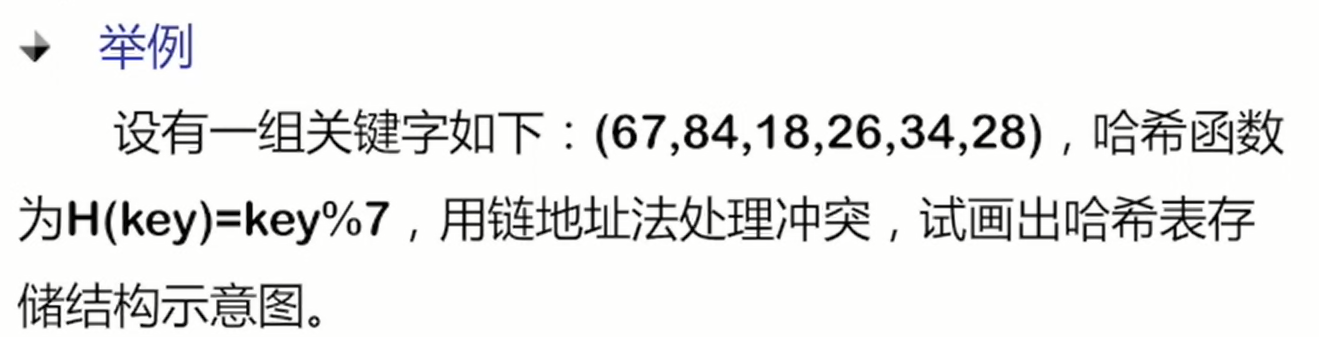 举例
设有一组关键字如下：(67,84,18,26,34,28)，哈希函数
为H(key)=key%7，用链地址法处理冲突，试画出哈希表存
储结构示意图。